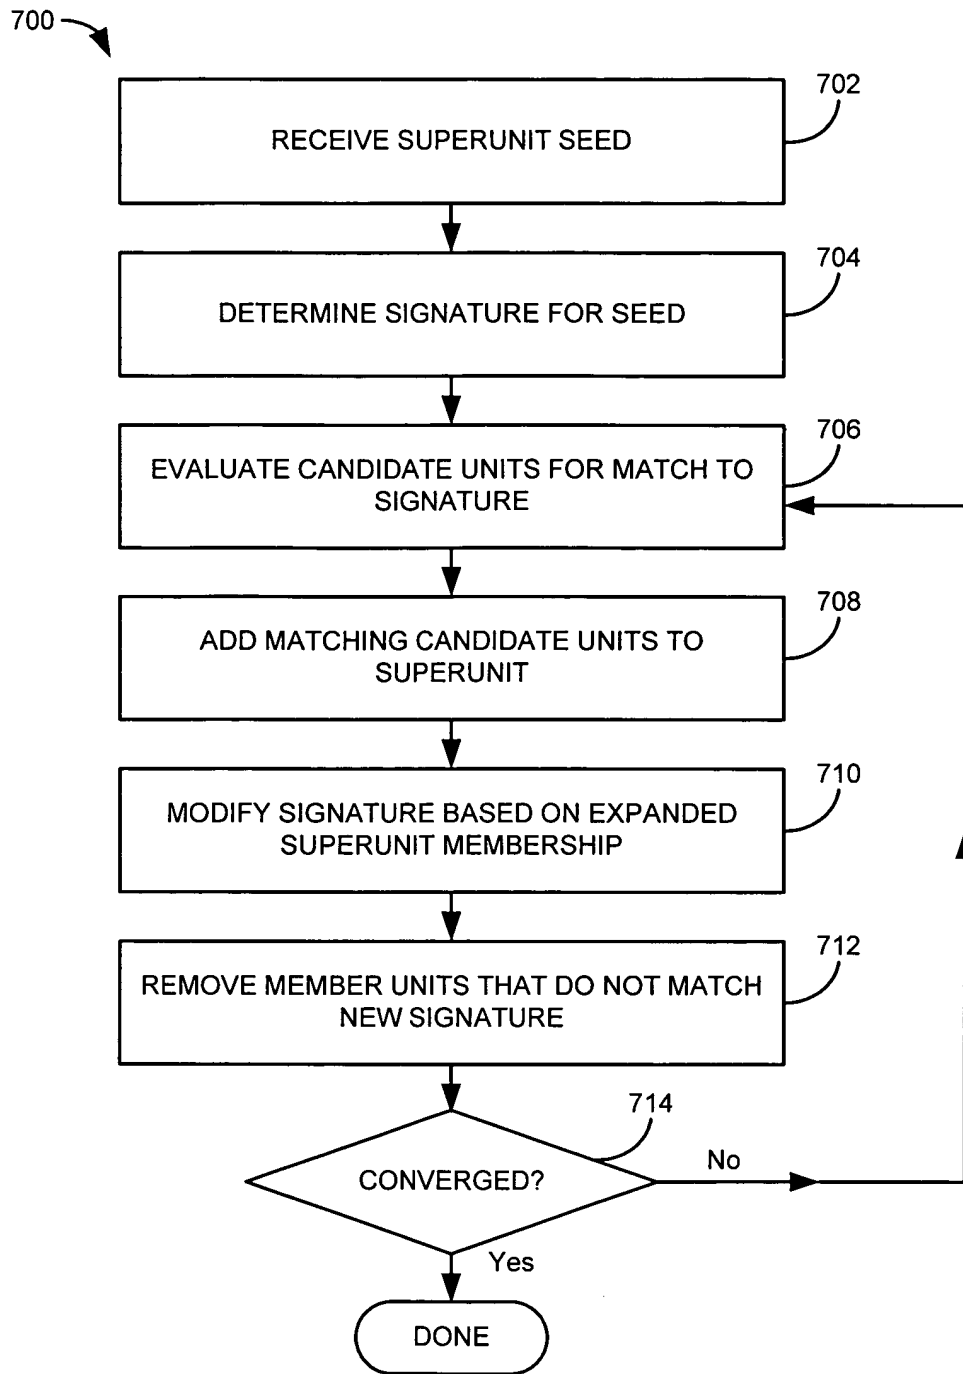 700
702
RECEIVE SUPERUNIT SEED
704
DETERMINE SIGNATURE FOR SEED
706
EVALUATE CANDIDATE UNITS FOR MATCH TO
SIGNATURE
708
ADD MATCHING CANDIDATE UNITS TO
SUPERUNIT
710
MODIFY SIGNATURE BASED ON EXPANDED
SUPERUNIT MEMBERSHIP
712
REMOVE MEMBER UNITS THAT DO NOT MATCH
NEW SIGNATURE
714
CONVERGED?
No
Yes
DONE